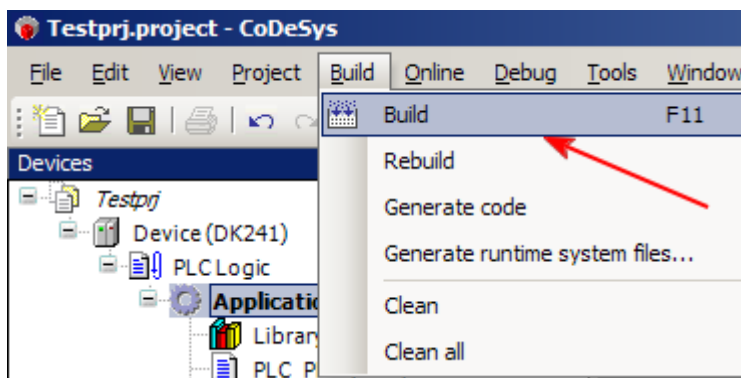 Testprj.project - CoDeSys
File Edit View Project Build Online Debug Tools Window
Build F11
Devices
Rebuild
Testprj
Generate code
Device (DK241)
Generate runtime system files...
PLC Logic
Clean
Clean all